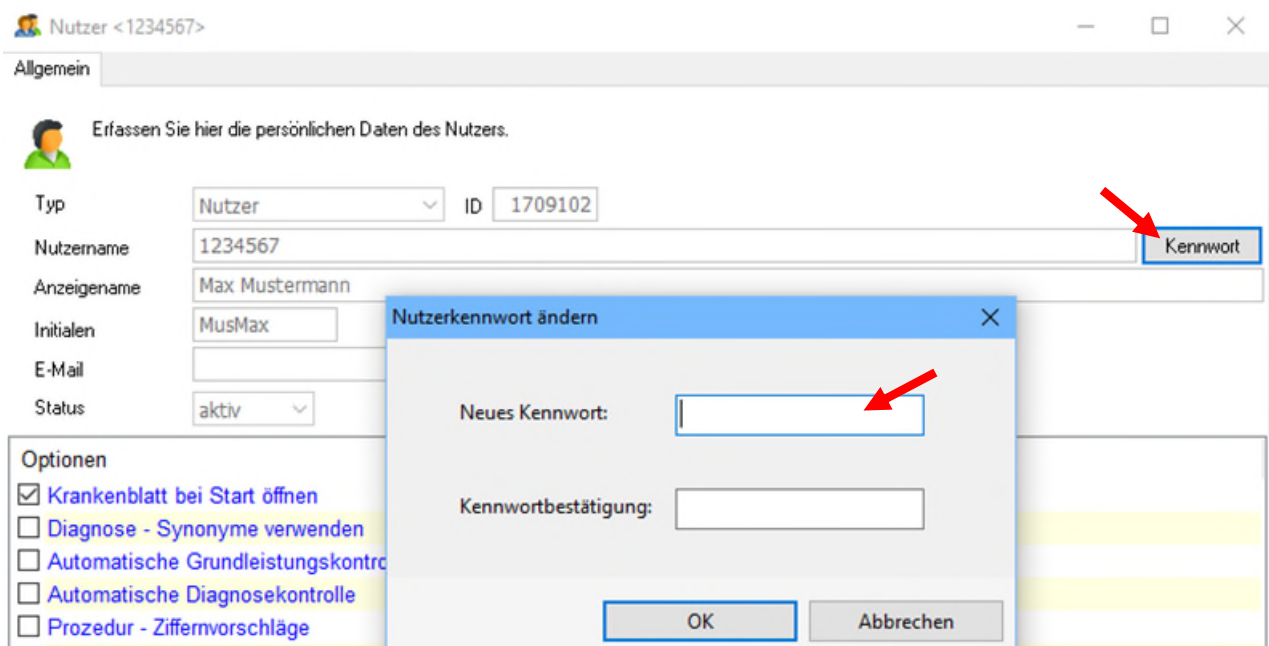 Nutzer <1234567>
Allgemein
Erfassen Sie hier die persönlichen Daten des Nutzers.
Typ Nutzer ID 1709102
Nutzername 1234567 Kennwort
Anzeigename Max Mustermann
Initialen MusMax
E-Mail
Status aktiv
Nutzerkennwort ändern
Neues Kennwort:
Kennwortbestätigung:
OK Abbrechen
Optionen
Krankenblatt bei Start öffnen
Diagnose - Synonyme verwenden
Automatische Grundleistungskontro
Automatische Diagnosekontrolle
Prozedur - Ziffernvorschläge